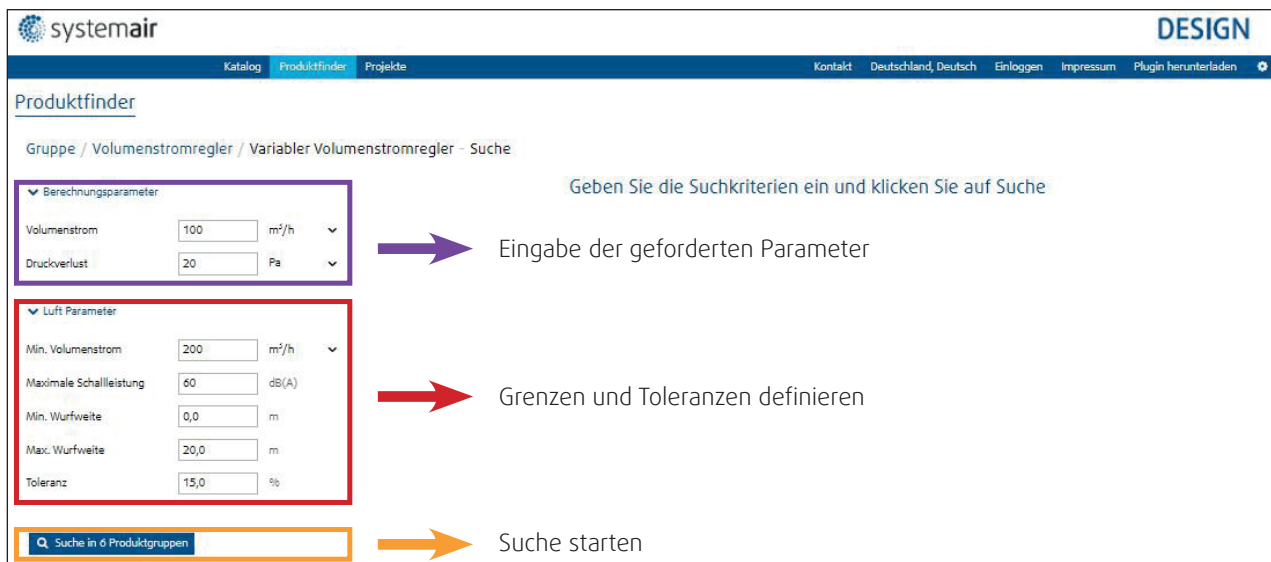 systemair
DESIGN
Katalog Produktfinder Projekte Kontakt Deutschland, Deutsch Einloggen Impressum Plugin herunterladen
Produktfinder
Gruppe / Volumenstromregler / Variabler Volumenstromregler - Suche
Geben Sie die Suchkriterien ein und klicken Sie auf Suche
Berechnungsparameter
Volumenstrom 100 m³/h
Druckverlust 20 Pa
Eingabe der geforderten Parameter
Luft Parameter
Min. Volumenstrom 200 m³/h
Maximale Schallleistung 60 dB(A)
Min. Wurfweite 0,0 m
Max. Wurfweite 20,0 m
Toleranz 15,0 %
Grenzen und Toleranzen definieren
Suche in 6 Produktgruppen
Suche starten